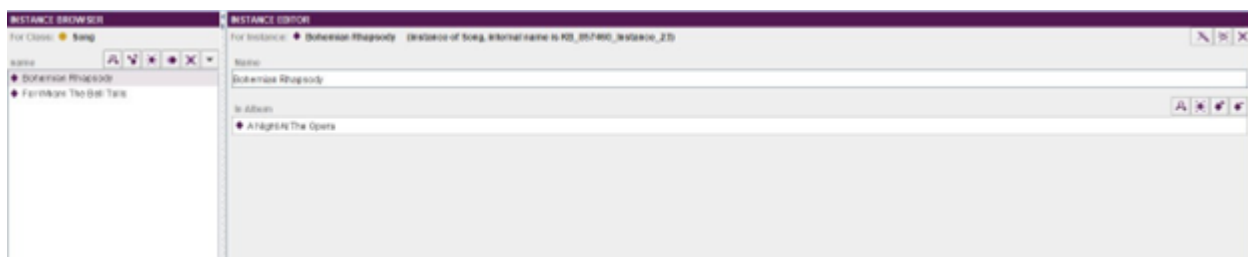 INSTANCE BROWSER
For Class: Song
name
Bohemian Rhapsody
For Whom The Bell Tolls
INSTANCE EDITOR
For Instance: Bohemian Rhapsody (instance of Song, internal name is KB_857460_Instance_23)
Name
Bohemian Rhapsody
In Album
A Night At The Opera